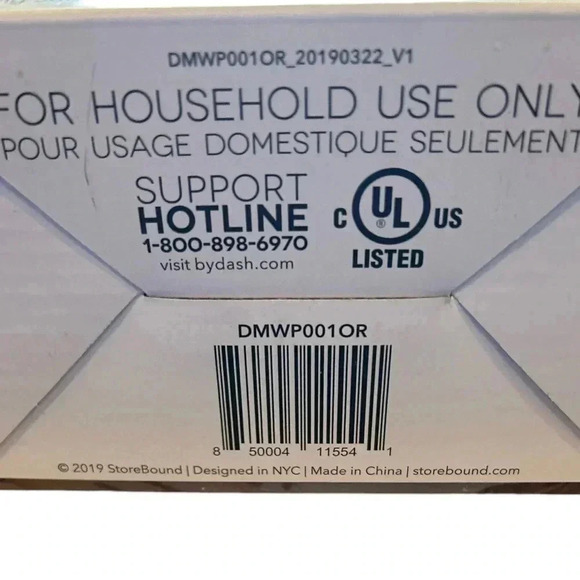 DMWP001OR_20190322_V1
FOR HOUSEHOLD USE ONLY
POUR USAGE DOMESTIQUE SEULEMENT
SUPPORT
HOTLINE
1-800-898-6970
visit bydash.com
C UL ® US
LISTED
DMWP001OR
8 50004 11554 1
© 2019 StoreBound | Designed in NYC | Made in China | storebound.com